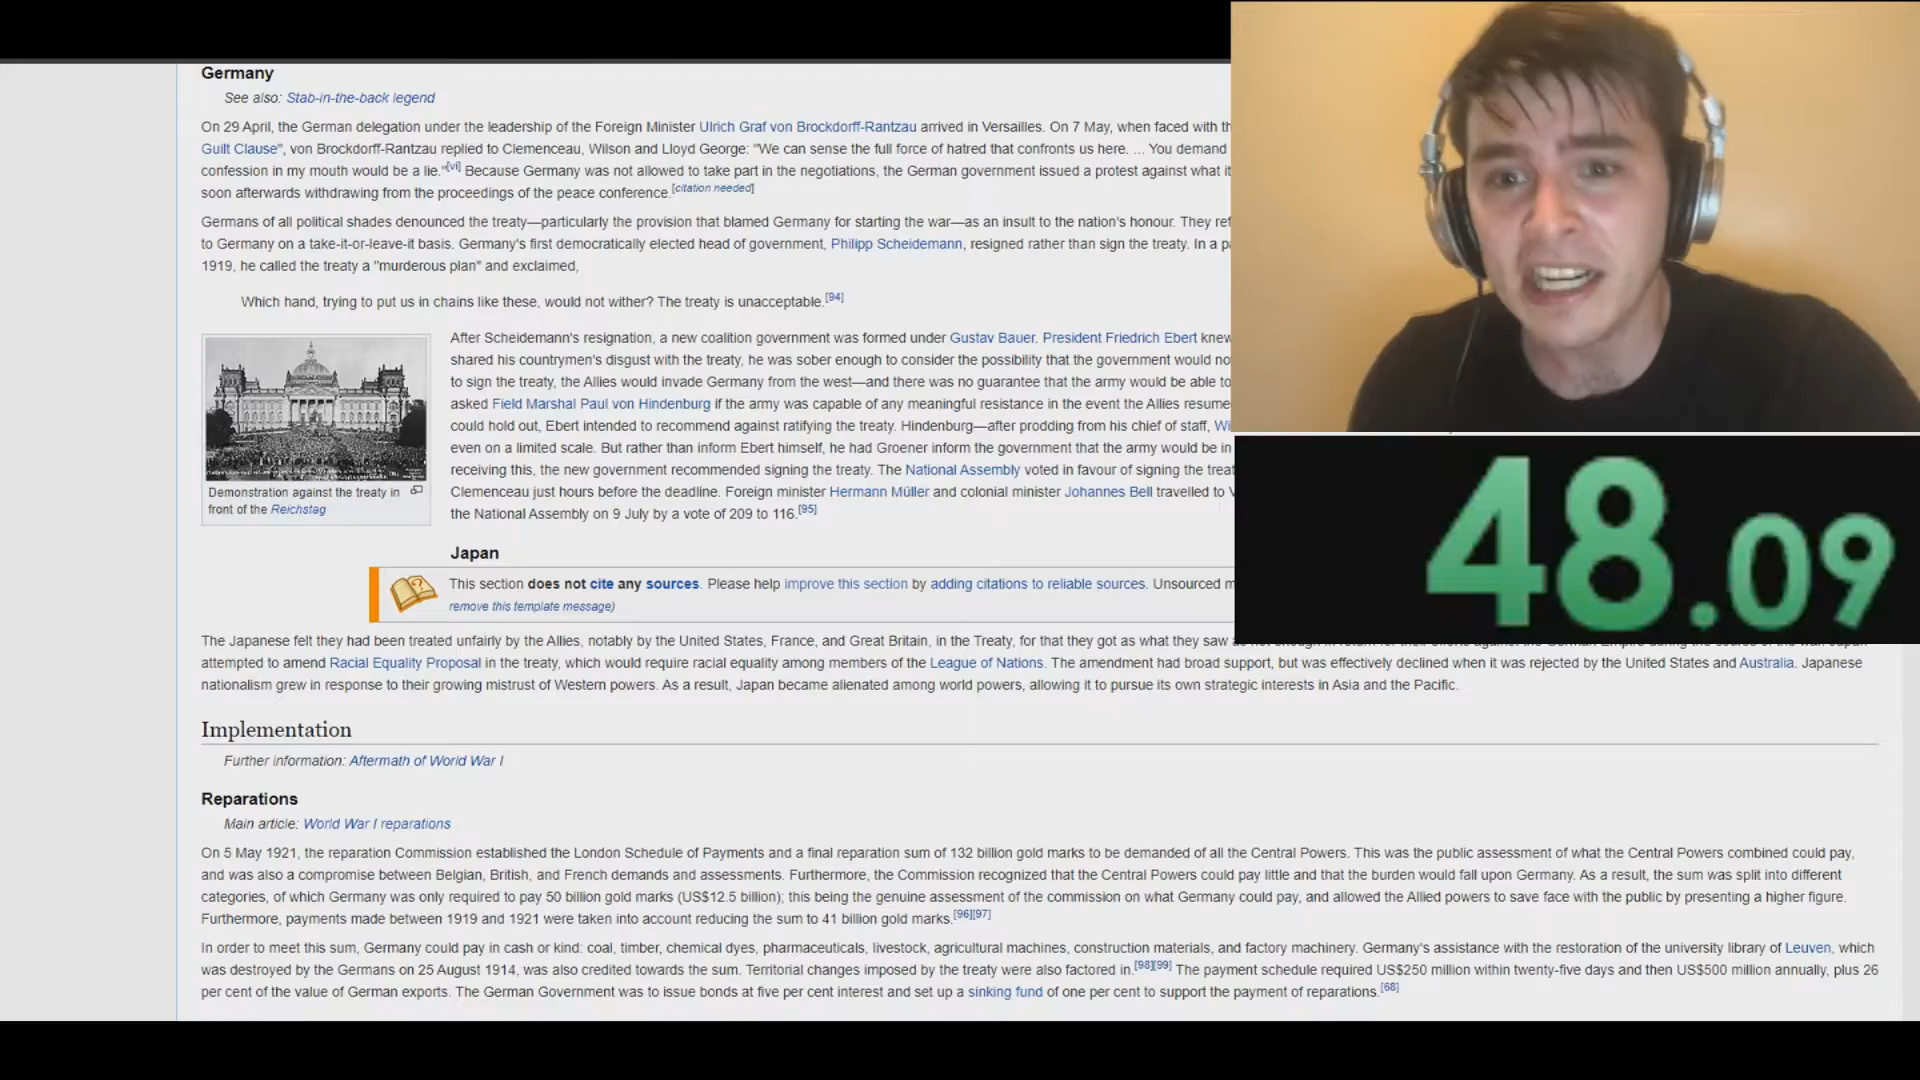 Germany
See also: Stab-in-the-back legend
On 29 April, the German delegation under the leadership of the Foreign Minister Ulrich Graf von Brockdorff-Rantzau arrived in Versailles. On 7 May, when faced with th
Guilt Clause", von Brockdorff-Rantzau replied to Clemenceau, Wilson and Lloyd George: "We can sense the full force of hatred that confronts us here. ... You demand
confession in my mouth would be a lie."[vi] Because Germany was not allowed to take part in the negotiations, the German government issued a protest against what it
soon afterwards withdrawing from the proceedings of the peace conference.[citation needed]
Germans of all political shades denounced the treaty—particularly the provision that blamed Germany for starting the war—as an insult to the nation's honour. They ref
to Germany on a take-it-or-leave-it basis. Germany's first democratically elected head of government, Philipp Scheidemann, resigned rather than sign the treaty. In a pa
1919, he called the treaty a "murderous plan" and exclaimed,
Which hand, trying to put us in chains like these, would not wither? The treaty is unacceptable.[94]
After Scheidemann's resignation, a new coalition government was formed under Gustav Bauer. President Friedrich Ebert knew
shared his countrymen's disgust with the treaty, he was sober enough to consider the possibility that the government would no
to sign the treaty, the Allies would invade Germany from the west—and there was no guarantee that the army would be able to
asked Field Marshal Paul von Hindenburg if the army was capable of any meaningful resistance in the event the Allies resume
could hold out, Ebert intended to recommend against ratifying the treaty. Hindenburg—after prodding from his chief of staff, Wi
even on a limited scale. But rather than inform Ebert himself, he had Groener inform the government that the army would be in
receiving this, the new government recommended signing the treaty. The National Assembly voted in favour of signing the treat
Clemenceau just hours before the deadline. Foreign minister Hermann Müller and colonial minister Johannes Bell travelled to V
the National Assembly on 9 July by a vote of 209 to 116.[95]
Demonstration against the treaty in
front of the Reichstag
48.09
Japan
This section does not cite any sources. Please help improve this section by adding citations to reliable sources. Unsourced m
remove this template message)
The Japanese felt they had been treated unfairly by the Allies, notably by the United States, France, and Great Britain, in the Treaty, for that they got as what they saw
attempted to amend Racial Equality Proposal in the treaty, which would require racial equality among members of the League of Nations. The amendment had broad support, but was effectively declined when it was rejected by the United States and Australia. Japanese
nationalism grew in response to their growing mistrust of Western powers. As a result, Japan became alienated among world powers, allowing it to pursue its own strategic interests in Asia and the Pacific.
Implementation
Further information: Aftermath of World War I
Reparations
Main article: World War I reparations
On 5 May 1921, the reparation Commission established the London Schedule of Payments and a final reparation sum of 132 billion gold marks to be demanded of all the Central Powers. This was the public assessment of what the Central Powers combined could pay,
and was also a compromise between Belgian, British, and French demands and assessments. Furthermore, the Commission recognized that the Central Powers could pay little and that the burden would fall upon Germany. As a result, the sum was split into different
categories, of which Germany was only required to pay 50 billion gold marks (US$12.5 billion); this being the genuine assessment of the commission on what Germany could pay, and allowed the Allied powers to save face with the public by presenting a higher figure.
Furthermore, payments made between 1919 and 1921 were taken into account reducing the sum to 41 billion gold marks.[96][97]
In order to meet this sum, Germany could pay in cash or kind: coal, timber, chemical dyes, pharmaceuticals, livestock, agricultural machines, construction materials, and factory machinery. Germany's assistance with the restoration of the university library of Leuven, which
was destroyed by the Germans on 25 August 1914, was also credited towards the sum. Territorial changes imposed by the treaty were also factored in.[98][99] The payment schedule required US$250 million within twenty-five days and then US$500 million annually, plus 26
per cent of the value of German exports. The German Government was to issue bonds at five per cent interest and set up a sinking fund of one per cent to support the payment of reparations.[68]